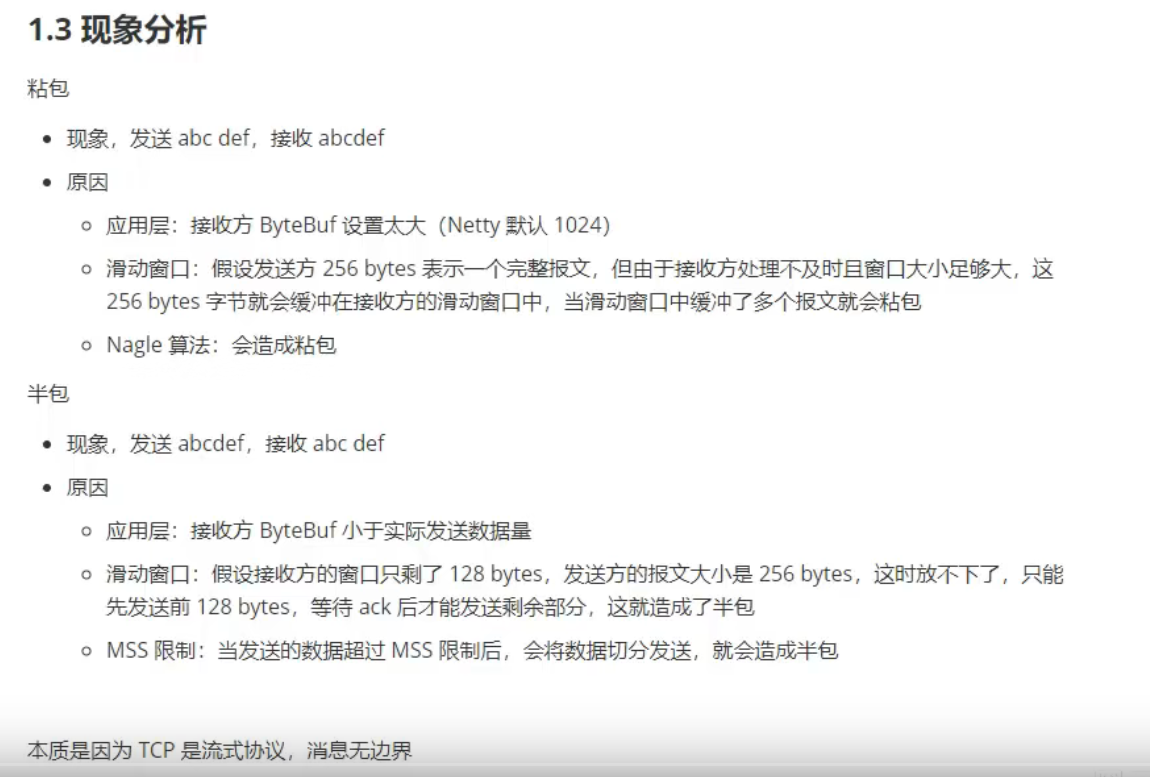 1.3 现象分析
粘包
现象，发送 abc def，接收 abcdef
原因
应用层：接收方 ByteBuf 设置太大（Netty 默认 1024）
滑动窗口：假设发送方 256 bytes 表示一个完整报文，但由于接收方处理不及时且窗口大小足够大，这
256 bytes 字节就会缓冲在接收方的滑动窗口中，当滑动窗口中缓冲了多个报文就会粘包
Nagle 算法：会造成粘包
半包
现象，发送 abcdef，接收 abc def
原因
应用层：接收方 ByteBuf 小于实际发送数据量
滑动窗口：假设接收方的窗口只剩了 128 bytes，发送方的报文大小是 256 bytes，这时放不下了，只能
先发送前 128 bytes，等待 ack 后才能发送剩余部分，这就造成了半包
MSS 限制：当发送的数据超过 MSS 限制后，会将数据切分发送，就会造成半包
本质是因为 TCP 是流式协议，消息无边界